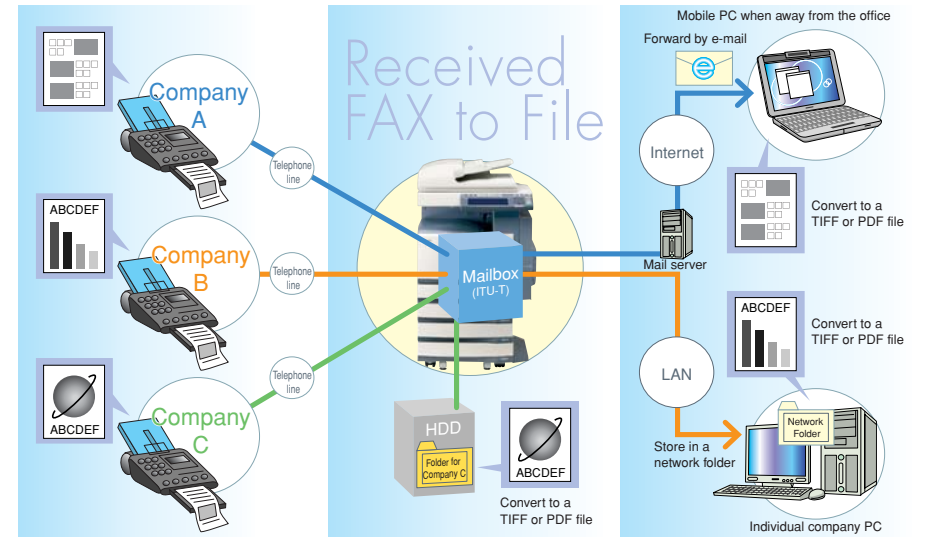 Company
A
Telephone
line
ABCDEF
Company
B
Telephone
line
ABCDEF
Company
C
Telephone
line
Received
FAX to File
Mailbox
(ITU-T)
HDD
Folder for
Company C
ABCDEF
Convert to a
TIFF or PDF file
Mobile PC when away from the office
Forward by e-mail
Internet
Mail server
Convert to a
TIFF or PDF file
ABCDEF
Convert to a
TIFF or PDF file
LAN
Network
Folder
Store in a
network folder
Individual company PC